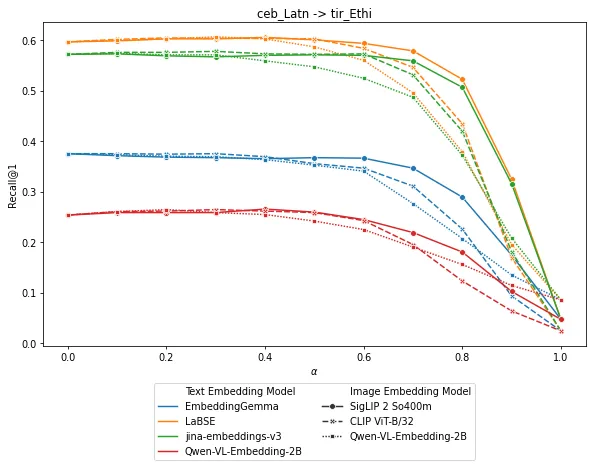 ceb_Latn -> tir_Ethi
0.6
0.5
0.4
0.3
0.2
0.1
0.0
Recall@1
0.0 0.2 0.4 0.6 0.8 1.0
α
Text Embedding Model
EmbeddingGemma
LaBSE
jina-embeddings-v3
Qwen-VL-Embedding-2B
Image Embedding Model
SigLIP 2 So400m
CLIP ViT-B/32
Qwen-VL-Embedding-2B